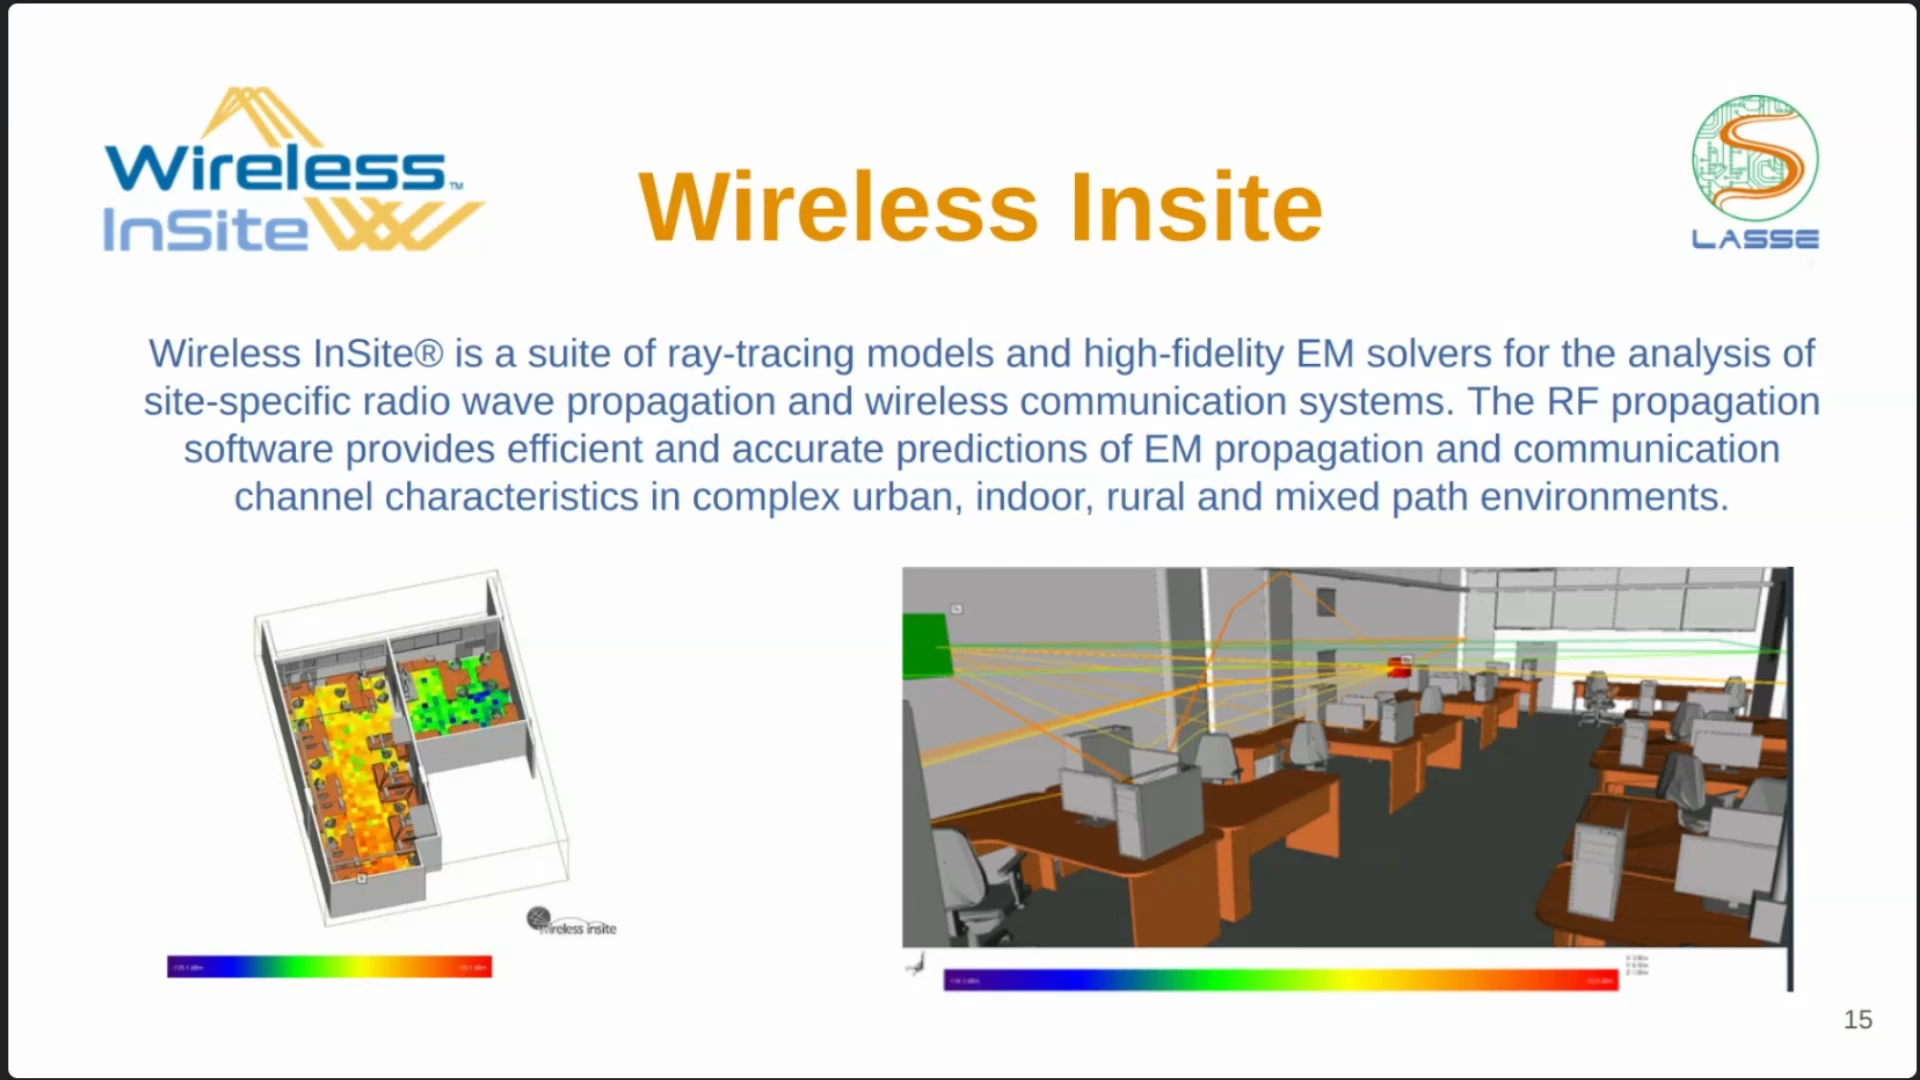 Wireless™
InSite
Wireless Insite
LASSE
Wireless InSite® is a suite of ray-tracing models and high-fidelity EM solvers for the analysis of
site-specific radio wave propagation and wireless communication systems. The RF propagation
software provides efficient and accurate predictions of EM propagation and communication
channel characteristics in complex urban, indoor, rural and mixed path environments.
wireless insite
15